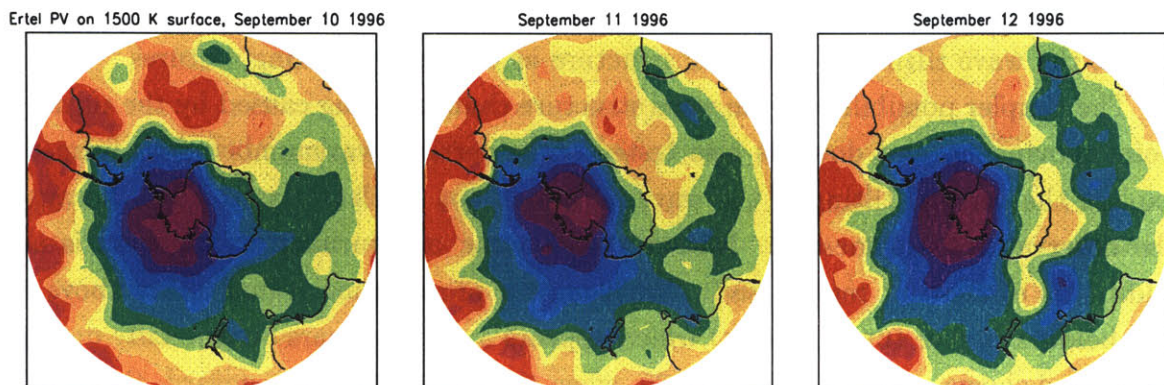 Ertel PV on 1500 K surface, September 10 1996
September 11 1996
September 12 1996